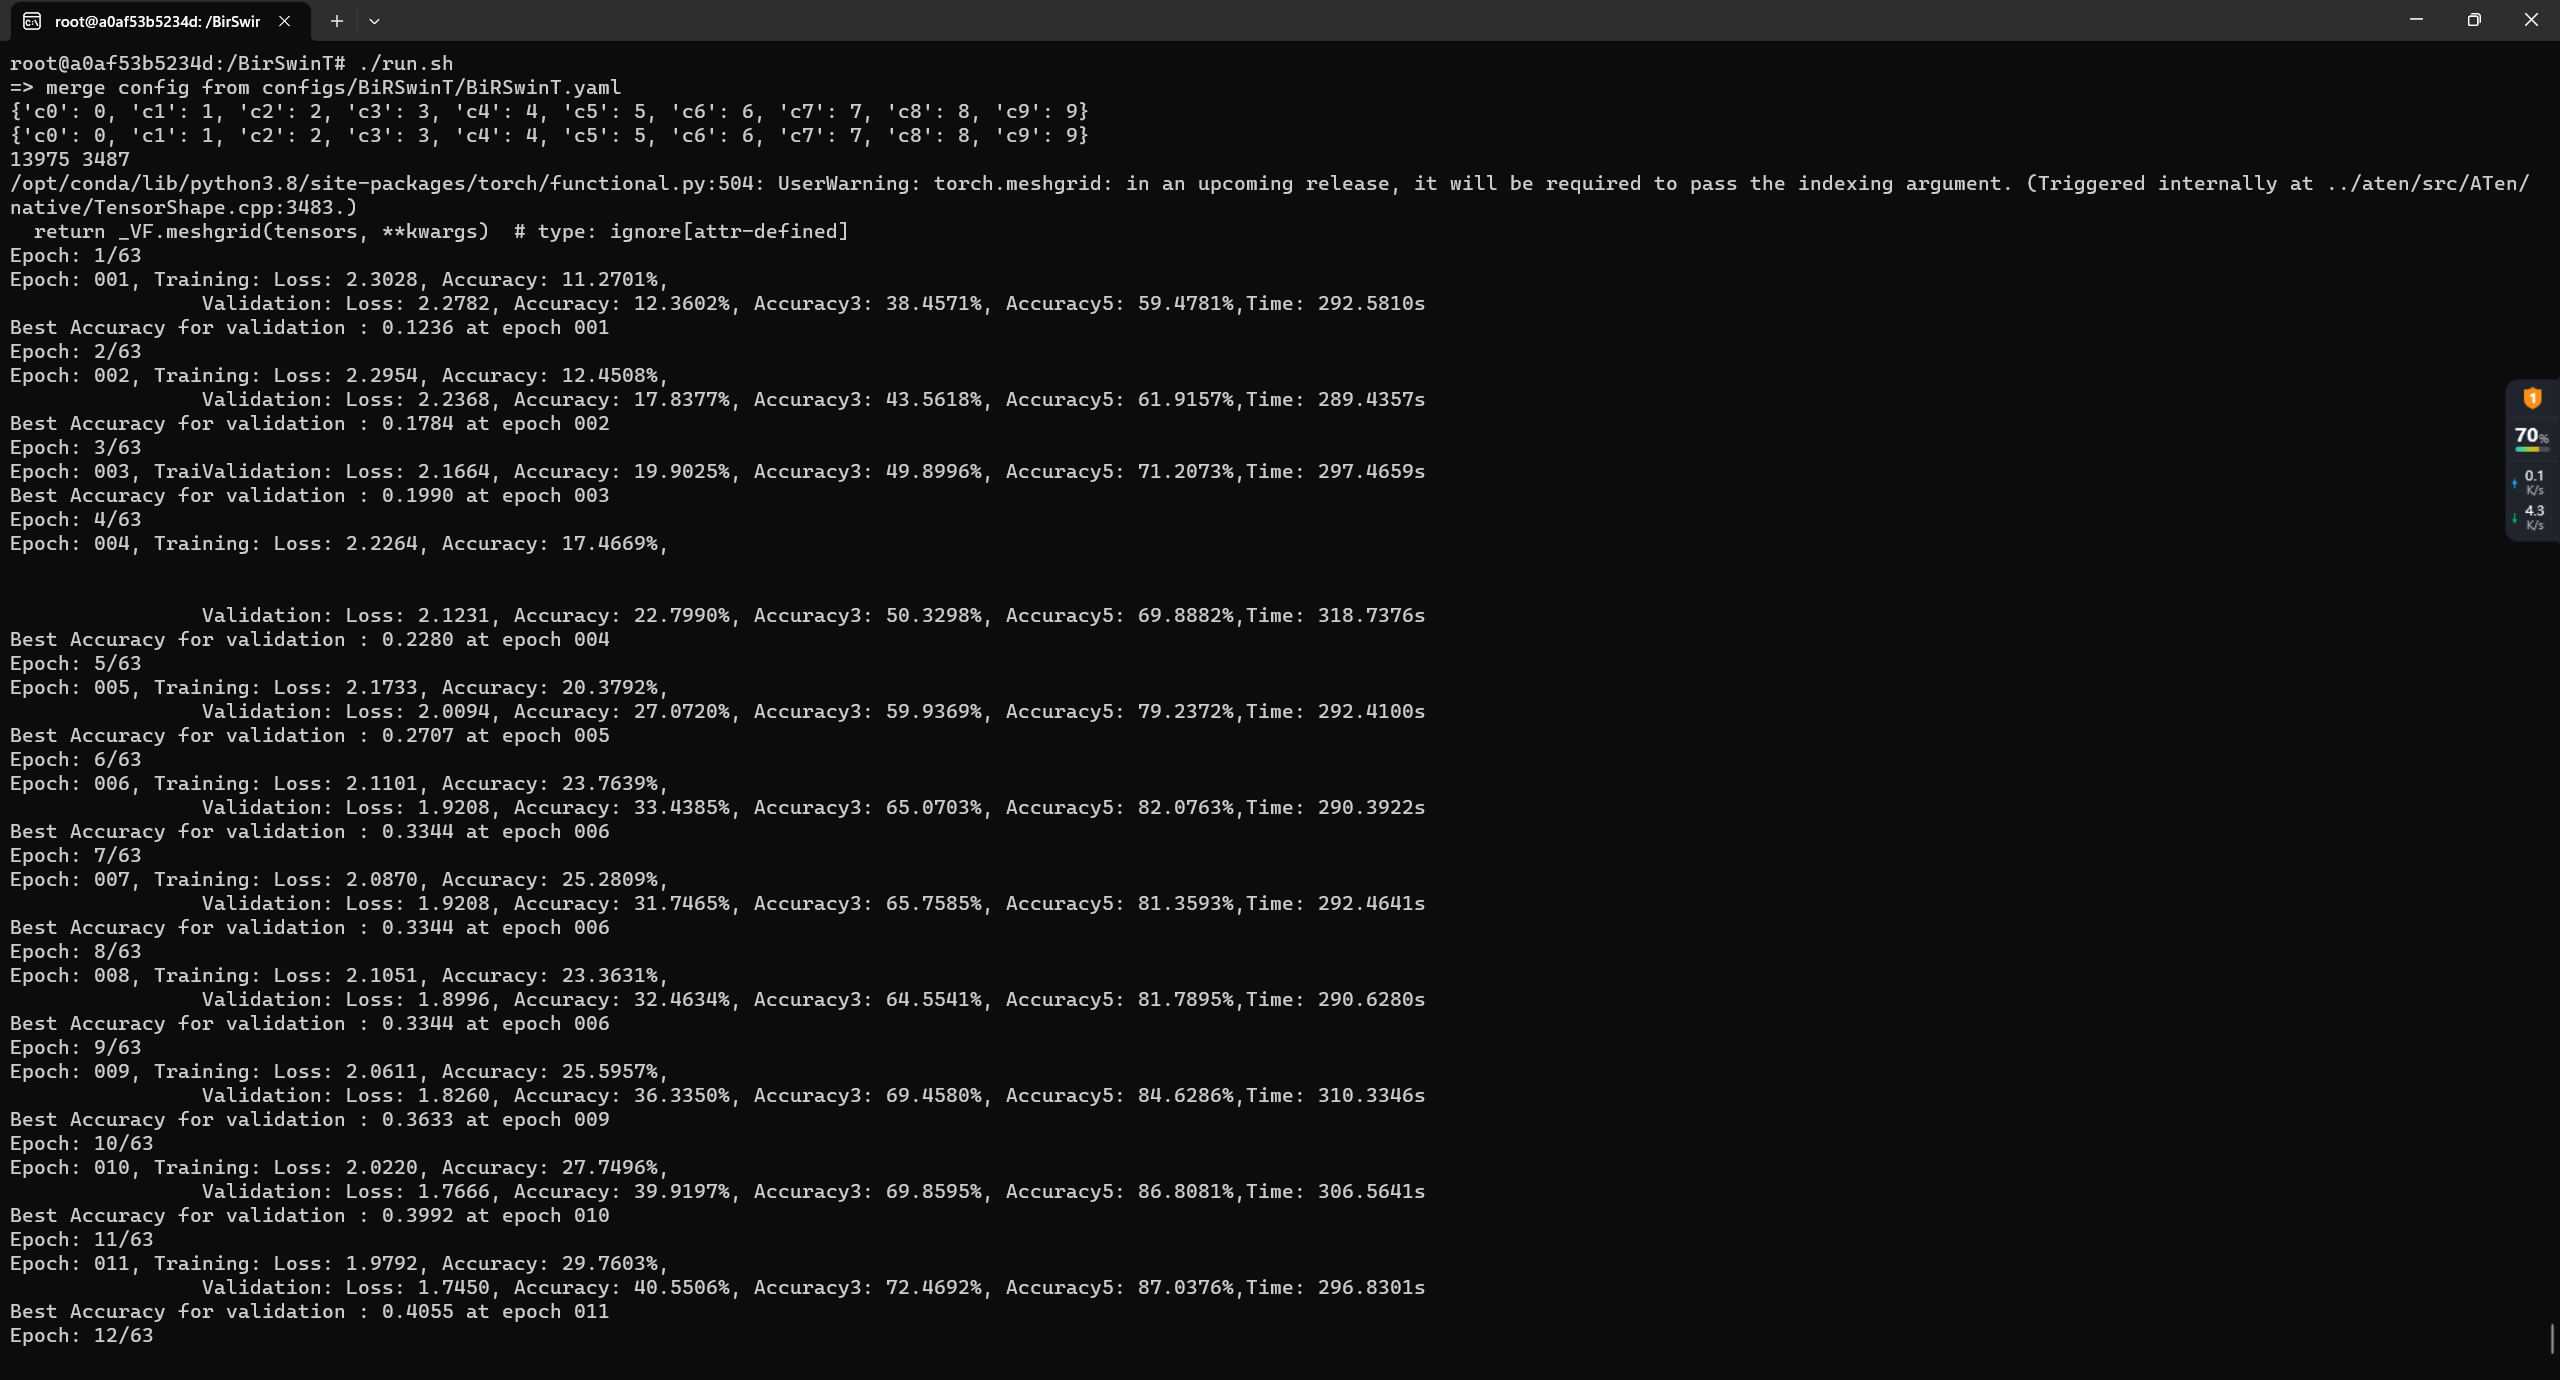 root@a0af53b5234d: /BirSwir
root@a0af53b5234d:/BirSwinT# ./run.sh
=> merge config from configs/BiRSwinT/BiRSwinT.yaml
{'c0': 0, 'c1': 1, 'c2': 2, 'c3': 3, 'c4': 4, 'c5': 5, 'c6': 6, 'c7': 7, 'c8': 8, 'c9': 9}
{'c0': 0, 'c1': 1, 'c2': 2, 'c3': 3, 'c4': 4, 'c5': 5, 'c6': 6, 'c7': 7, 'c8': 8, 'c9': 9}
13975 3487
/opt/conda/lib/python3.8/site-packages/torch/functional.py:504: UserWarning: torch.meshgrid: in an upcoming release, it will be required to pass the indexing argument. (Triggered internally at ../aten/src/ATen/
native/TensorShape.cpp:3483.)
  return _VF.meshgrid(tensors, **kwargs)  # type: ignore[attr-defined]
Epoch: 1/63
Epoch: 001, Training: Loss: 2.3028, Accuracy: 11.2701%,
                Validation: Loss: 2.2782, Accuracy: 12.3602%, Accuracy3: 38.4571%, Accuracy5: 59.4781%,Time: 292.5810s
Best Accuracy for validation : 0.1236 at epoch 001
Epoch: 2/63
Epoch: 002, Training: Loss: 2.2954, Accuracy: 12.4508%,
                Validation: Loss: 2.2368, Accuracy: 17.8377%, Accuracy3: 43.5618%, Accuracy5: 61.9157%,Time: 289.4357s
Best Accuracy for validation : 0.1784 at epoch 002
Epoch: 3/63
Epoch: 003, TraiValidation: Loss: 2.1664, Accuracy: 19.9025%, Accuracy3: 49.8996%, Accuracy5: 71.2073%,Time: 297.4659s
Best Accuracy for validation : 0.1990 at epoch 003
Epoch: 4/63
Epoch: 004, Training: Loss: 2.2264, Accuracy: 17.4669%,
                Validation: Loss: 2.1231, Accuracy: 22.7990%, Accuracy3: 50.3298%, Accuracy5: 69.8882%,Time: 318.7376s
Best Accuracy for validation : 0.2280 at epoch 004
Epoch: 5/63
Epoch: 005, Training: Loss: 2.1733, Accuracy: 20.3792%,
                Validation: Loss: 2.0094, Accuracy: 27.0720%, Accuracy3: 59.9369%, Accuracy5: 79.2372%,Time: 292.4100s
Best Accuracy for validation : 0.2707 at epoch 005
Epoch: 6/63
Epoch: 006, Training: Loss: 2.1101, Accuracy: 23.7639%,
                Validation: Loss: 1.9208, Accuracy: 33.4385%, Accuracy3: 65.0703%, Accuracy5: 82.0763%,Time: 290.3922s
Best Accuracy for validation : 0.3344 at epoch 006
Epoch: 7/63
Epoch: 007, Training: Loss: 2.0870, Accuracy: 25.2809%,
                Validation: Loss: 1.9208, Accuracy: 31.7465%, Accuracy3: 65.7585%, Accuracy5: 81.3593%,Time: 292.4641s
Best Accuracy for validation : 0.3344 at epoch 006
Epoch: 8/63
Epoch: 008, Training: Loss: 2.1051, Accuracy: 23.3631%,
                Validation: Loss: 1.8996, Accuracy: 32.4634%, Accuracy3: 64.5541%, Accuracy5: 81.7895%,Time: 290.6280s
Best Accuracy for validation : 0.3344 at epoch 006
Epoch: 9/63
Epoch: 009, Training: Loss: 2.0611, Accuracy: 25.5957%,
                Validation: Loss: 1.8260, Accuracy: 36.3350%, Accuracy3: 69.4580%, Accuracy5: 84.6286%,Time: 310.3346s
Best Accuracy for validation : 0.3633 at epoch 009
Epoch: 10/63
Epoch: 010, Training: Loss: 2.0220, Accuracy: 27.7496%,
                Validation: Loss: 1.7666, Accuracy: 39.9197%, Accuracy3: 69.8595%, Accuracy5: 86.8081%,Time: 306.5641s
Best Accuracy for validation : 0.3992 at epoch 010
Epoch: 11/63
Epoch: 011, Training: Loss: 1.9792, Accuracy: 29.7603%,
                Validation: Loss: 1.7450, Accuracy: 40.5506%, Accuracy3: 72.4692%, Accuracy5: 87.0376%,Time: 296.8301s
Best Accuracy for validation : 0.4055 at epoch 011
Epoch: 12/63
1
70%
0.1
K/s
4.3
K/s